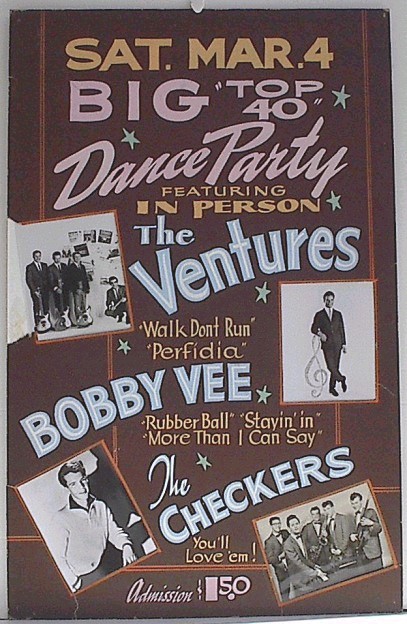 SAT. MAR.4
BIG "TOP 40"
Dance Party
FEATURING
IN PERSON
The
Ventures
"Walk Dont Run"
"Perfidia"
BOBBY VEE
"Rubber Ball" "Stayin' in"
"More Than I Can Say"
The
CHECKERS
You'll
Love 'em!
Admission $1.50